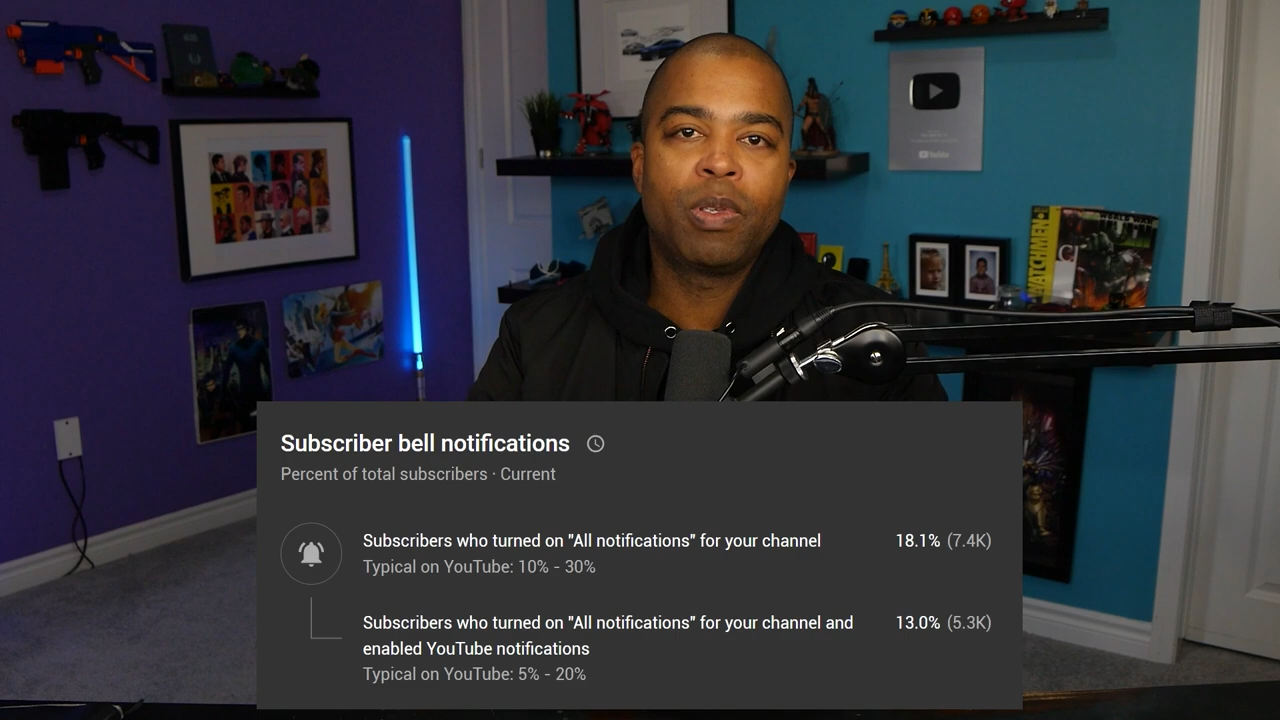 YouTube
WATCHMEN
Subscriber bell notifications
Percent of total subscribers · Current
Subscribers who turned on "All notifications" for your channel
18.1% (7.4K)
Typical on YouTube: 10% - 30%
Subscribers who turned on "All notifications" for your channel and
enabled YouTube notifications
13.0% (5.3K)
Typical on YouTube: 5% - 20%